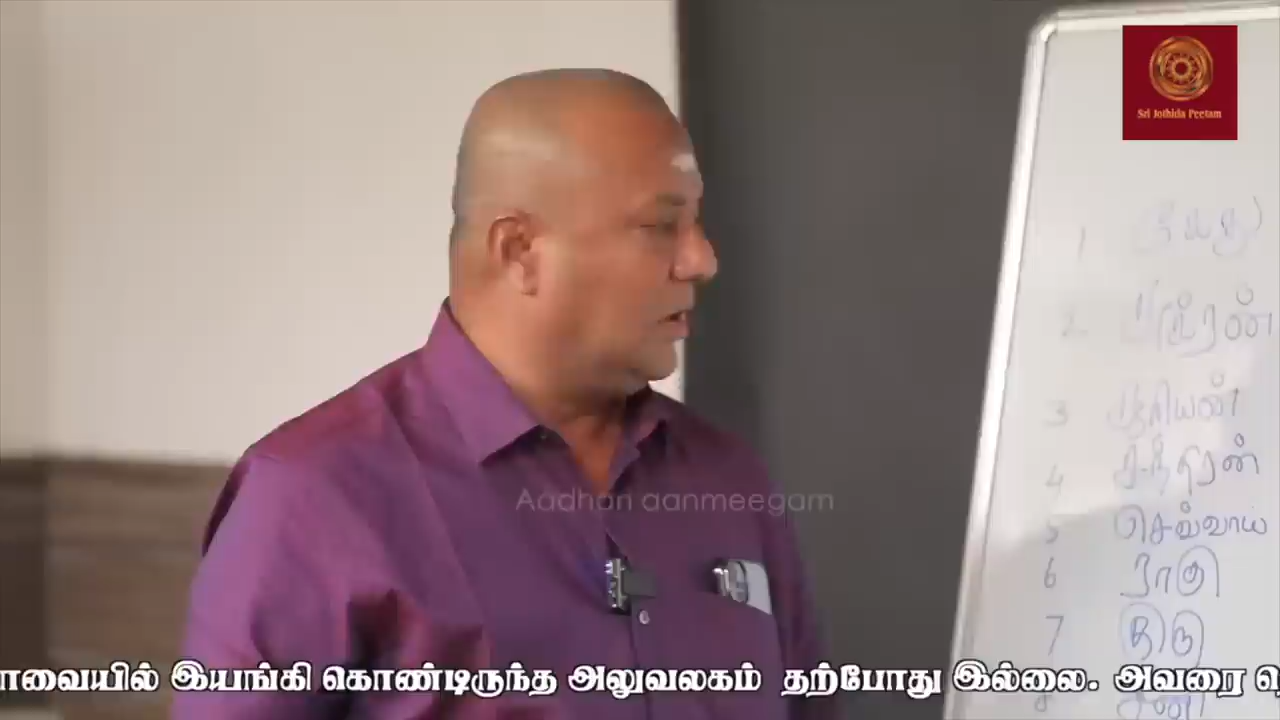 Sri Jothida Peetam
1 கேது
2 சுக்ரன்
3 சூரியன்
4 சந்திரன்
5 செவ்வாய்
6 ராகு
7 குரு
சனி
Aadhan aanmeegam
இயங்கி கொண்டிருந்த அலுவலகம் தற்போது இல்லை. அவரை